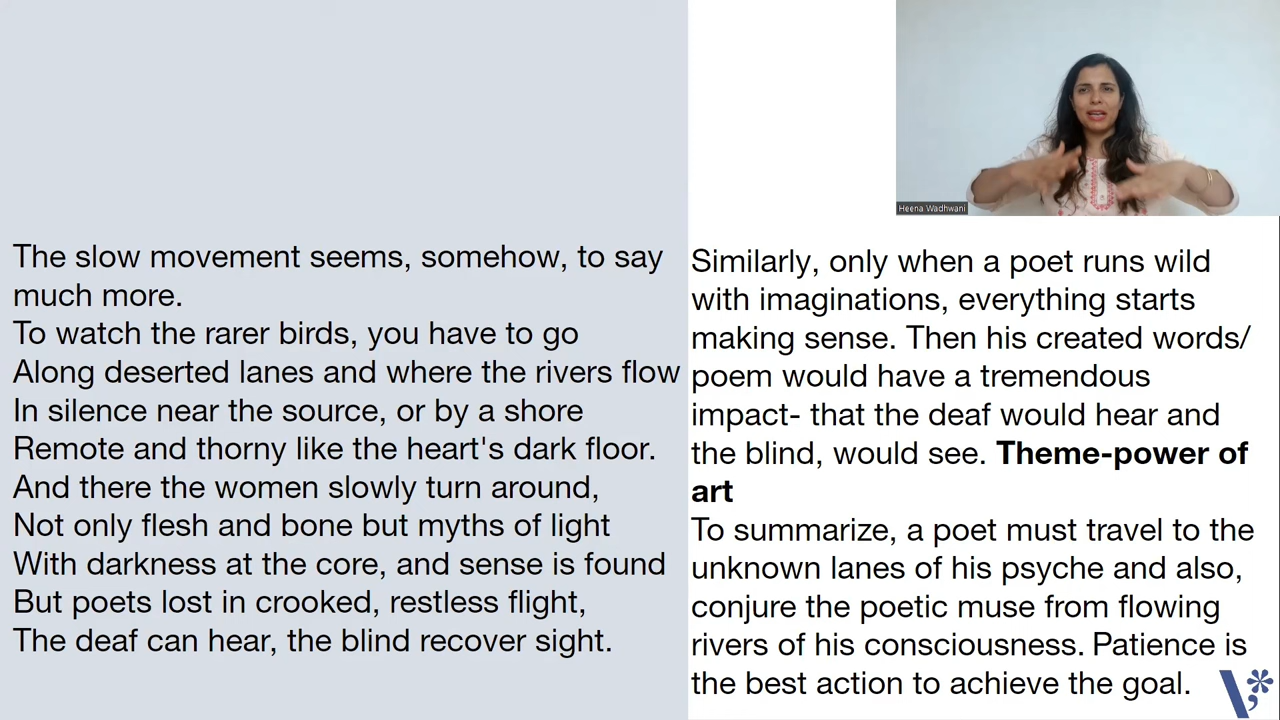 Heena Wadhwani
The slow movement seems, somehow, to say
much more.
To watch the rarer birds, you have to go
Along deserted lanes and where the rivers flow
In silence near the source, or by a shore
Remote and thorny like the heart's dark floor.
And there the women slowly turn around,
Not only flesh and bone but myths of light
With darkness at the core, and sense is found
But poets lost in crooked, restless flight,
The deaf can hear, the blind recover sight.
Similarly, only when a poet runs wild
with imaginations, everything starts
making sense. Then his created words/
poem would have a tremendous
impact- that the deaf would hear and
the blind, would see. Theme-power of
art
To summarize, a poet must travel to the
unknown lanes of his psyche and also,
conjure the poetic muse from flowing
rivers of his consciousness. Patience is
the best action to achieve the goal.